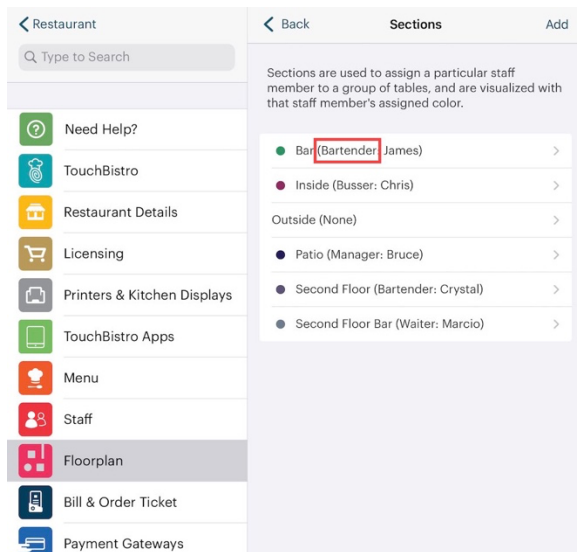 Restaurant
Type to Search
Need Help?
TouchBistro
Restaurant Details
Licensing
Printers & Kitchen Displays
TouchBistro Apps
Menu
Staff
Floorplan
Bill & Order Ticket
Payment Gateways
Back Sections Add
Sections are used to assign a particular staff
member to a group of tables, and are visualized with
that staff member's assigned color.
Bar (Bartender: James)
Inside (Busser: Chris)
Outside (None)
Patio (Manager: Bruce)
Second Floor (Bartender: Crystal)
Second Floor Bar (Waiter: Marcio)